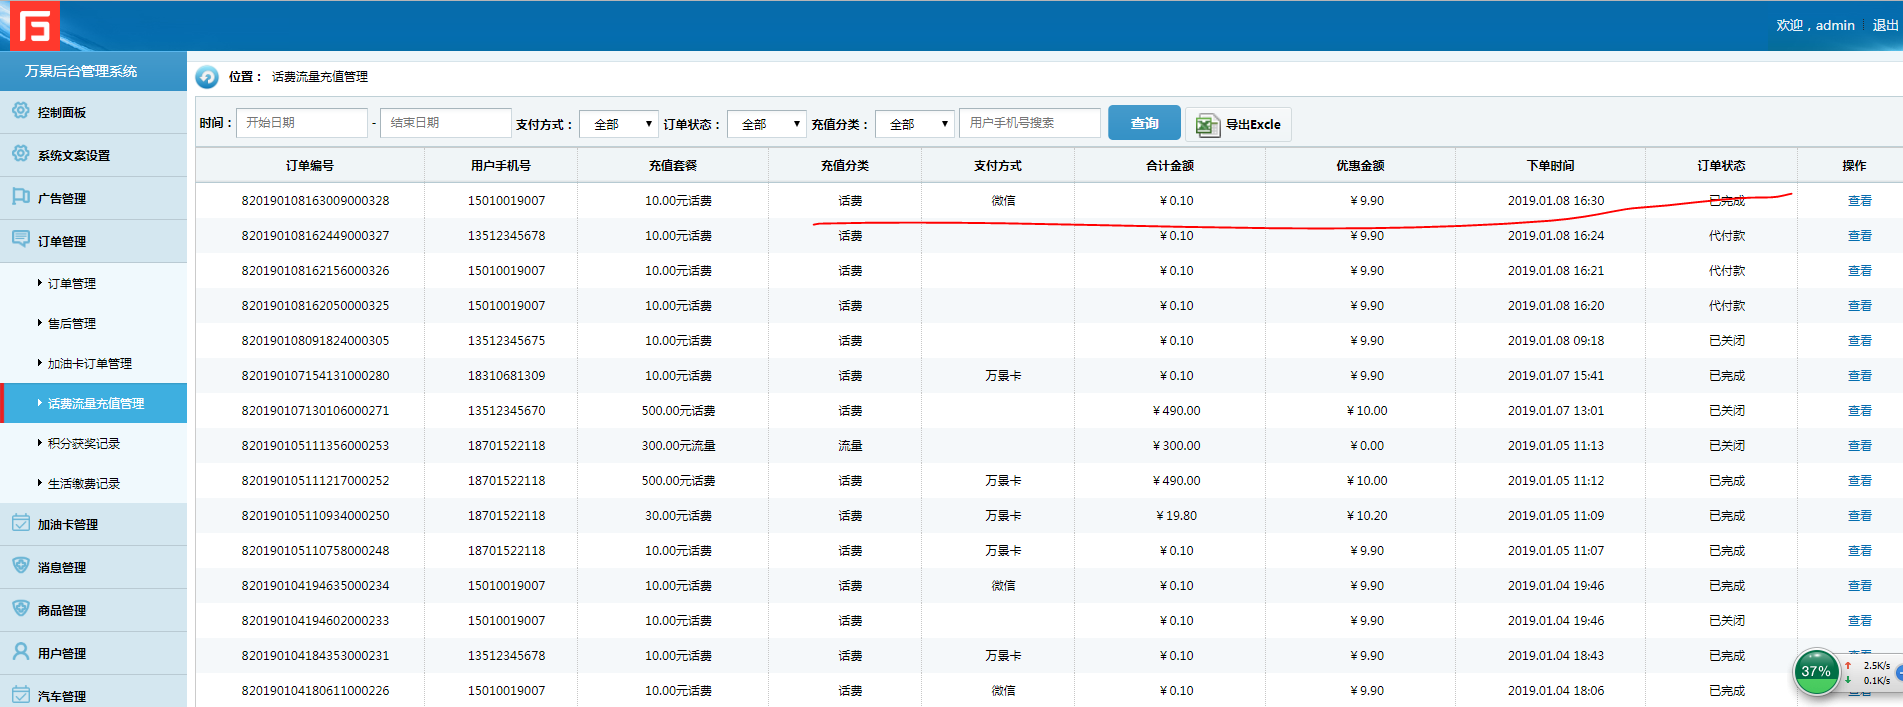 欢迎，admin 退出
万景后台管理系统
控制面板
系统文案设置
广告管理
订单管理
订单管理
售后管理
加油卡订单管理
话费流量充值管理
积分获奖记录
生活缴费记录
加油卡管理
消息管理
商品管理
用户管理
汽车管理
位置： 话费流量充值管理
时间： 开始日期 - 结束日期 支付方式： 全部 订单状态： 全部 充值分类： 全部 用户手机号搜索 查询 导出Excle
订单编号 用户手机号 充值套餐 充值分类 支付方式 合计金额 优惠金额 下单时间 订单状态 操作
820190108163009000328 15010019007 10.00元话费 话费 微信 ¥0.10 ¥9.90 2019.01.08 16:30 已完成 查看
820190108162449000327 13512345678 10.00元话费 话费 ¥0.10 ¥9.90 2019.01.08 16:24 代付款 查看
820190108162156000326 15010019007 10.00元话费 话费 ¥0.10 ¥9.90 2019.01.08 16:21 代付款 查看
820190108162050000325 15010019007 10.00元话费 话费 ¥0.10 ¥9.90 2019.01.08 16:20 代付款 查看
820190108091824000305 13512345675 10.00元话费 话费 ¥0.10 ¥9.90 2019.01.08 09:18 已关闭 查看
820190107154131000280 18310681309 10.00元话费 话费 万景卡 ¥0.10 ¥9.90 2019.01.07 15:41 已完成 查看
820190107130106000271 13512345670 500.00元话费 话费 ¥490.00 ¥10.00 2019.01.07 13:01 已关闭 查看
820190105111356000253 18701522118 300.00元流量 流量 ¥300.00 ¥0.00 2019.01.05 11:13 已关闭 查看
820190105111217000252 18701522118 500.00元话费 话费 万景卡 ¥490.00 ¥10.00 2019.01.05 11:12 已完成 查看
820190105110934000250 18701522118 30.00元话费 话费 万景卡 ¥19.80 ¥10.20 2019.01.05 11:09 已完成 查看
820190105110758000248 18701522118 10.00元话费 话费 万景卡 ¥0.10 ¥9.90 2019.01.05 11:07 已完成 查看
820190104194635000234 15010019007 10.00元话费 话费 微信 ¥0.10 ¥9.90 2019.01.04 19:46 已完成 查看
820190104194602000233 15010019007 10.00元话费 话费 ¥0.10 ¥9.90 2019.01.04 19:46 已关闭 查看
820190104184353000231 13512345678 10.00元话费 话费 万景卡 ¥0.10 ¥9.90 2019.01.04 18:43 已完成
820190104180611000226 15010019007 10.00元话费 话费 微信 ¥0.10 ¥9.90 2019.01.04 18:06 已完成
37% 2.5K/s
0.1K/s